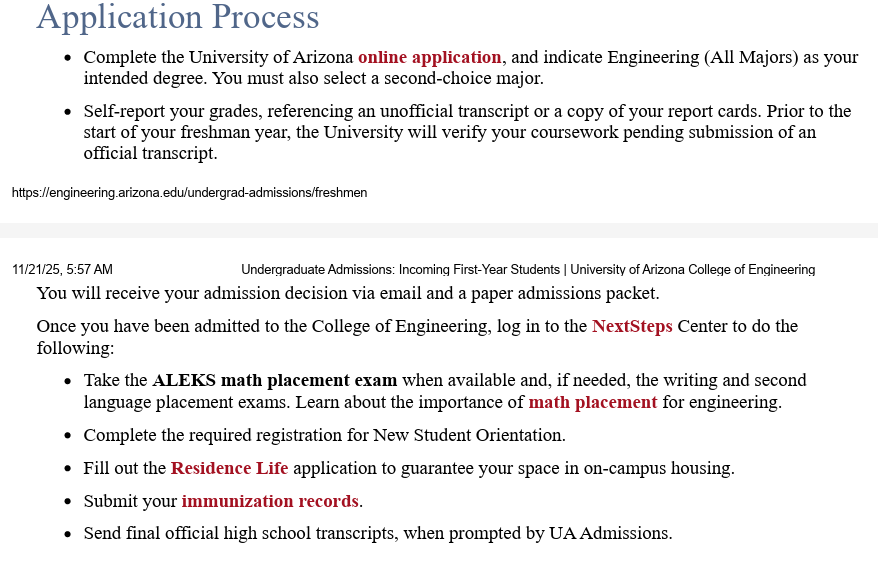 Application Process
• Complete the University of Arizona online application, and indicate Engineering (All Majors) as your
intended degree. You must also select a second-choice major.
• Self-report your grades, referencing an unofficial transcript or a copy of your report cards. Prior to the
start of your freshman year, the University will verify your coursework pending submission of an
official transcript.
https://engineering.arizona.edu/undergrad-admissions/freshmen
11/21/25, 5:57 AM Undergraduate Admissions: Incoming First-Year Students | University of Arizona College of Engineering
You will receive your admission decision via email and a paper admissions packet.
Once you have been admitted to the College of Engineering, log in to the NextSteps Center to do the
following:
• Take the ALEKS math placement exam when available and, if needed, the writing and second
language placement exams. Learn about the importance of math placement for engineering.
• Complete the required registration for New Student Orientation.
• Fill out the Residence Life application to guarantee your space in on-campus housing.
• Submit your immunization records.
• Send final official high school transcripts, when prompted by UA Admissions.